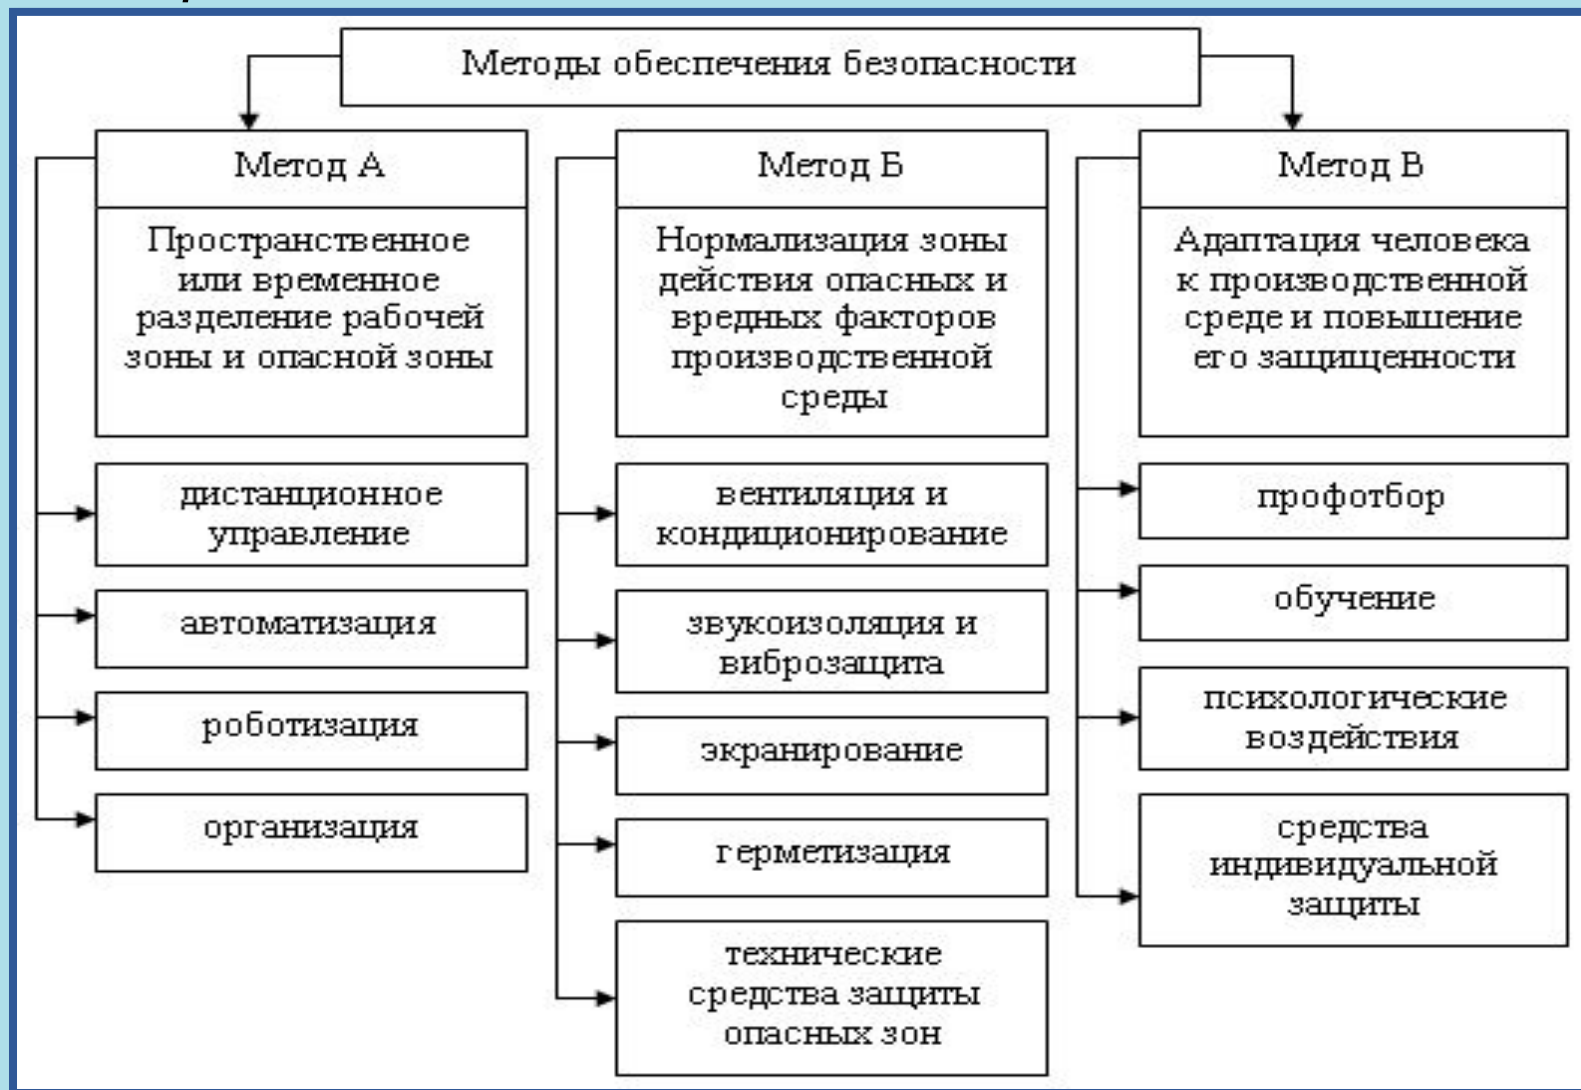 Методы обеспечения безопасности
Метод А
Пространственное
или временное
разделение рабочей
зоны и опасной зоны
дистанционное
управление
автоматизация
роботизация
организация
Метод Б
Нормализация зоны
действия опасных и
вредных факторов
производственной
среды
вентиляция и
кондиционирование
звукоизоляция и
виброзащита
экранирование
герметизация
технические
средства защиты
опасных зон
Метод В
Адаптация человека
к производственной
среде и повышение
его защищенности
профотбор
обучение
психологические
воздействия
средства
индивидуальной
защиты